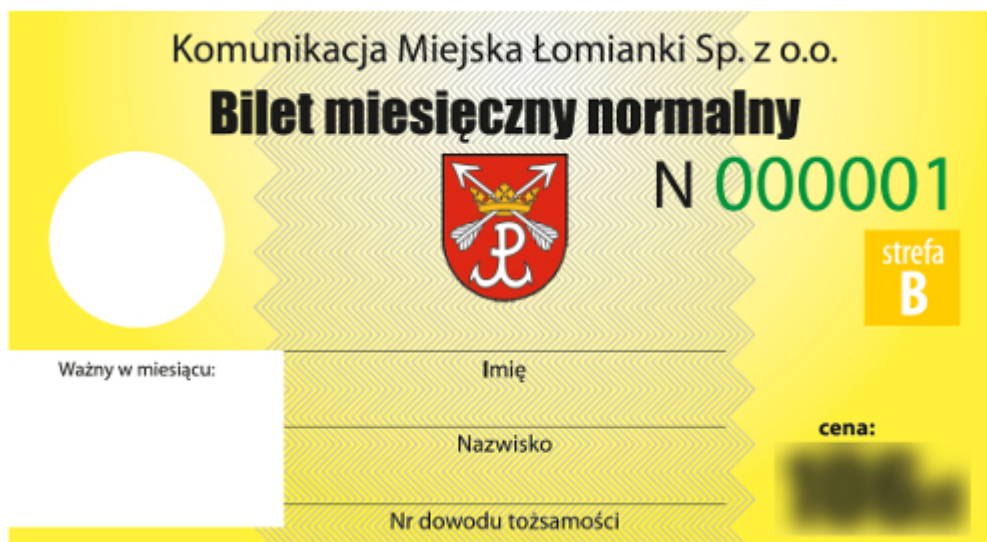 Komunikacja Miejska Łomianki Sp. z o.o.
Bilet miesięczny normalny
N 000001
strefa
B
Ważny w miesiącu:
Imię
Nazwisko
cena:
Nr dowodu tożsamości